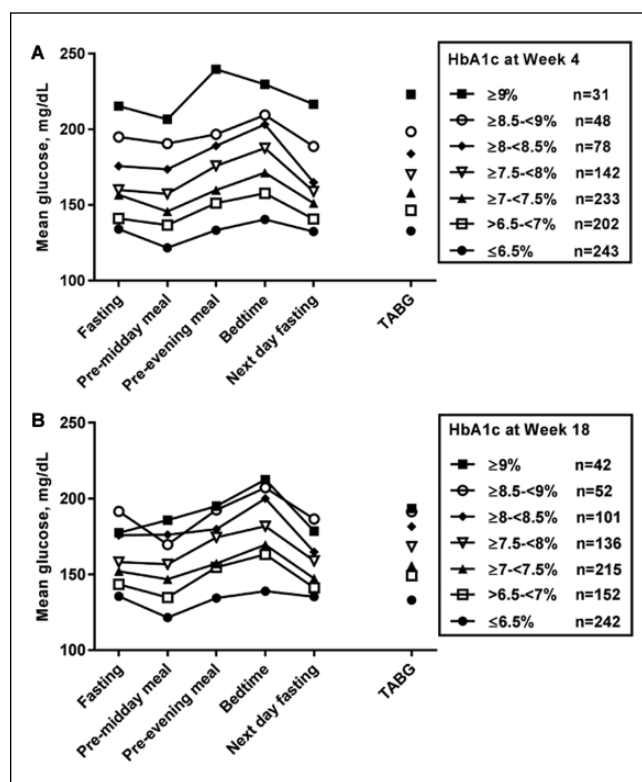 A
250
200
150
100
Mean glucose, mg/dL
Fasting
Pre-midday meal
Pre-evening meal
Bedtime
Next day fasting
TABG
HbA1c at Week 4
≥9% n=31
≥8.5-<9% n=48
≥8-<8.5% n=78
≥7.5-<8% n=142
≥7-<7.5% n=233
>6.5-<7% n=202
≤6.5% n=243
B
250
200
150
100
Mean glucose, mg/dL
Fasting
Pre-midday meal
Pre-evening meal
Bedtime
Next day fasting
TABG
HbA1c at Week 18
≥9% n=42
≥8.5-<9% n=52
≥8-<8.5% n=101
≥7.5-<8% n=136
≥7-<7.5% n=215
>6.5-<7% n=152
≤6.5% n=242